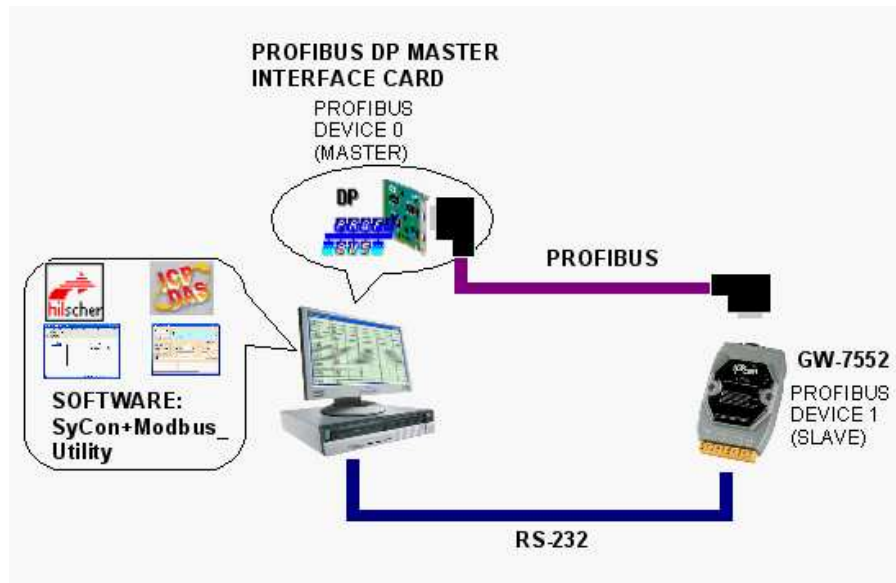 PROFIBUS DP MASTER
INTERFACE CARD
PROFIBUS
DEVICE 0
(MASTER)
DP
PROFIBUS
hilscher
ICP
DAS
SOFTWARE:
SyCon+Modbus_
Utility
GW-7552
PROFIBUS
DEVICE 1
(SLAVE)
RS-232